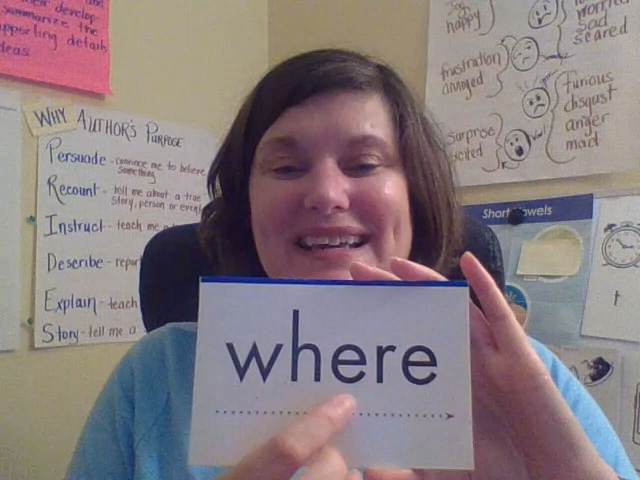 summarize the
supporting details
ideas
WHY AUTHOR'S PURPOSE
Persuade - convince me to believe
something
Recount - tell me about a true
story, person or event
Instruct - teach me
Describe -
Explain - teach
Story - tell me a
happy
frustration
annoyed
surprise
excited
worried
sad
scared
furious
disgust
anger
mad
Short Vowels
where